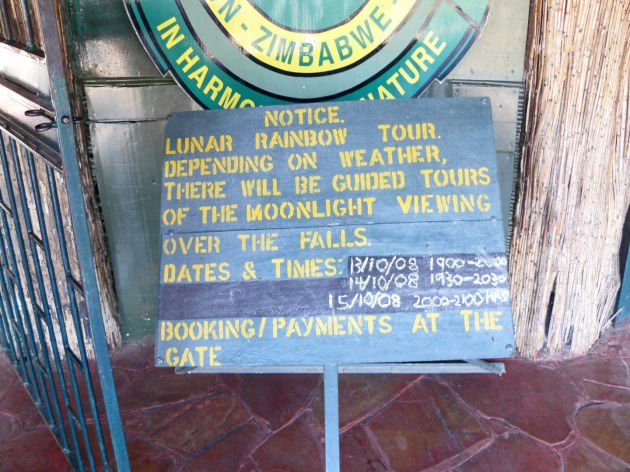 N - ZIMBABWE -
IN HARMO NATURE
NOTICE.
LUNAR RAINBOW TOUR.
DEPENDING ON WEATHER,
THERE WILL BE GUIDED TOURS
OF THE MOONLIGHT VIEWING
OVER THE FALLS.
DATES & TIMES: 13/10/08 1900-2000
14/10/08 1930-2030
15/10/08 2000-2100HRS
BOOKING/PAYMENTS AT THE
GATE